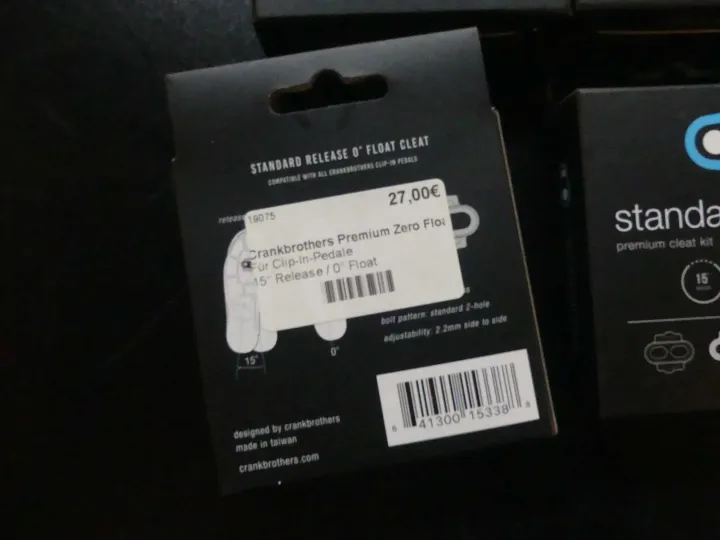 STANDARD RELEASE 0° FLOAT CLEAT
COMPATIBLE WITH ALL CRANKBROTHERS CLIP-IN PEDALS
release
19075
27,00€
Crankbrothers Premium Zero Floa
Für Clip-In-Pedale
15° Release / 0° Float
bolt pattern: standard 2-hole
adjustability: 2.2mm side to side
15°
0°
6 41300 15338 8
designed by crankbrothers
made in taiwan
crankbrothers.com
standa
premium cleat kit
15